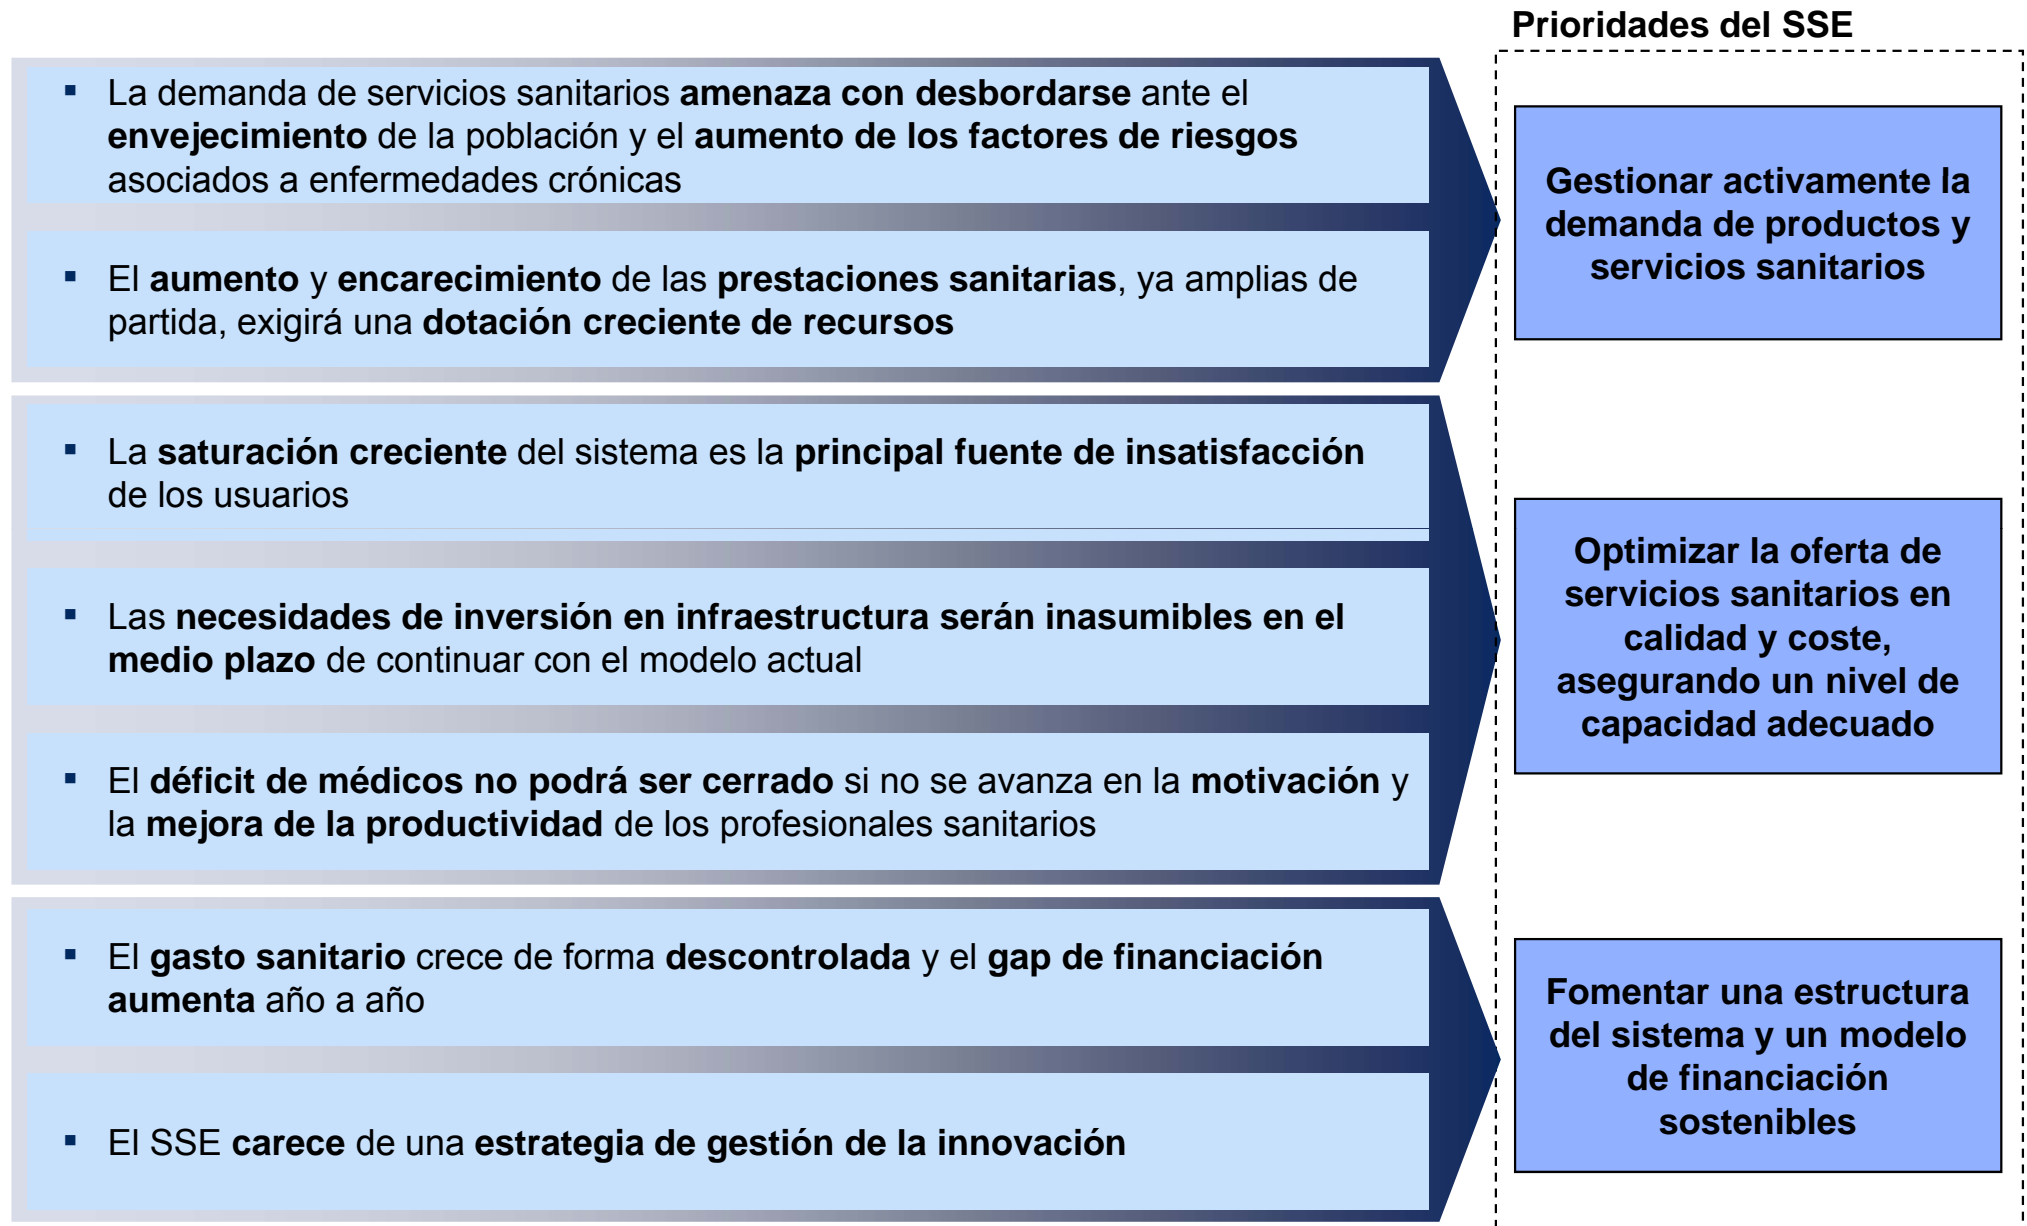 Prioridades del SSE
▪ La demanda de servicios sanitarios amenaza con desbordarse ante el
envejecimiento de la población y el aumento de los factores de riesgos
asociados a enfermedades crónicas
▪ El aumento y encarecimiento de las prestaciones sanitarias, ya amplias de
partida, exigirá una dotación creciente de recursos
Gestionar activamente la
demanda de productos y
servicios sanitarios
▪ La saturación creciente del sistema es la principal fuente de insatisfacción
de los usuarios
▪ Las necesidades de inversión en infraestructura serán inasumibles en el
medio plazo de continuar con el modelo actual
▪ El déficit de médicos no podrá ser cerrado si no se avanza en la motivación y
la mejora de la productividad de los profesionales sanitarios
Optimizar la oferta de
servicios sanitarios en
calidad y coste,
asegurando un nivel de
capacidad adecuado
▪ El gasto sanitario crece de forma descontrolada y el gap de financiación
aumenta año a año
▪ El SSE carece de una estrategia de gestión de la innovación
Fomentar una estructura
del sistema y un modelo
de financiación
sostenibles